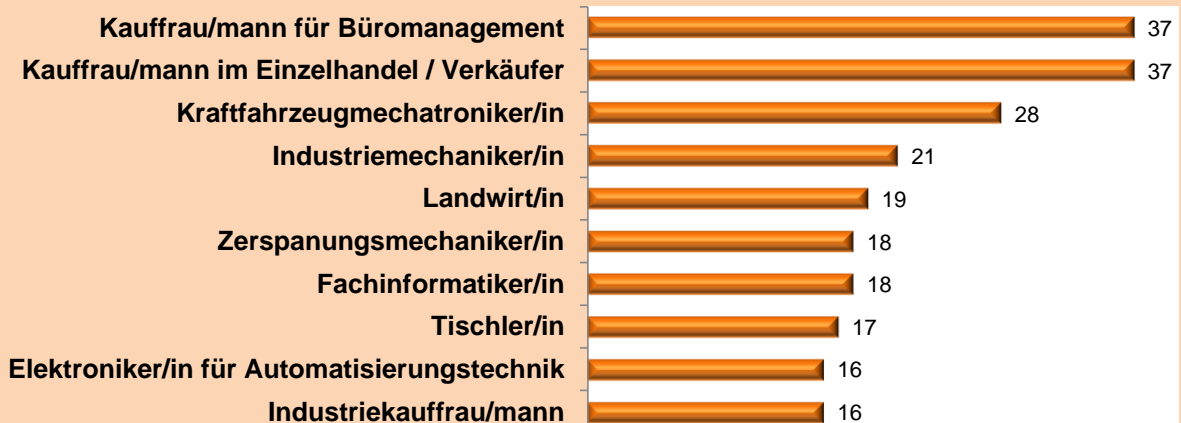 Kauffrau/mann für Büromanagement 37
Kauffrau/mann im Einzelhandel / Verkäufer 37
Kraftfahrzeugmechatroniker/in 28
Industriemechaniker/in 21
Landwirt/in 19
Zerspanungsmechaniker/in 18
Fachinformatiker/in 18
Tischler/in 17
Elektroniker/in für Automatisierungstechnik 16
Industriekauffrau/mann 16